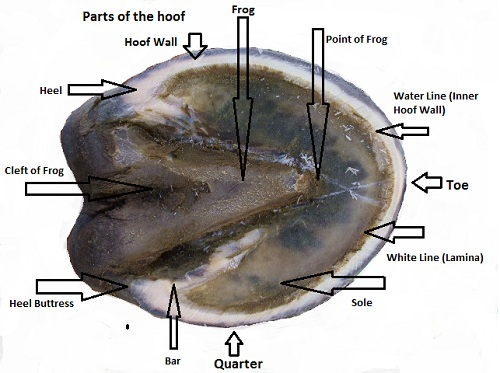 Parts of the hoof
Frog
Hoof Wall
Point of Frog
Heel
Water Line (Inner
Hoof Wall)
Cleft of Frog
Toe
White Line (Lamina)
Heel Buttress
Sole
Bar
Quarter